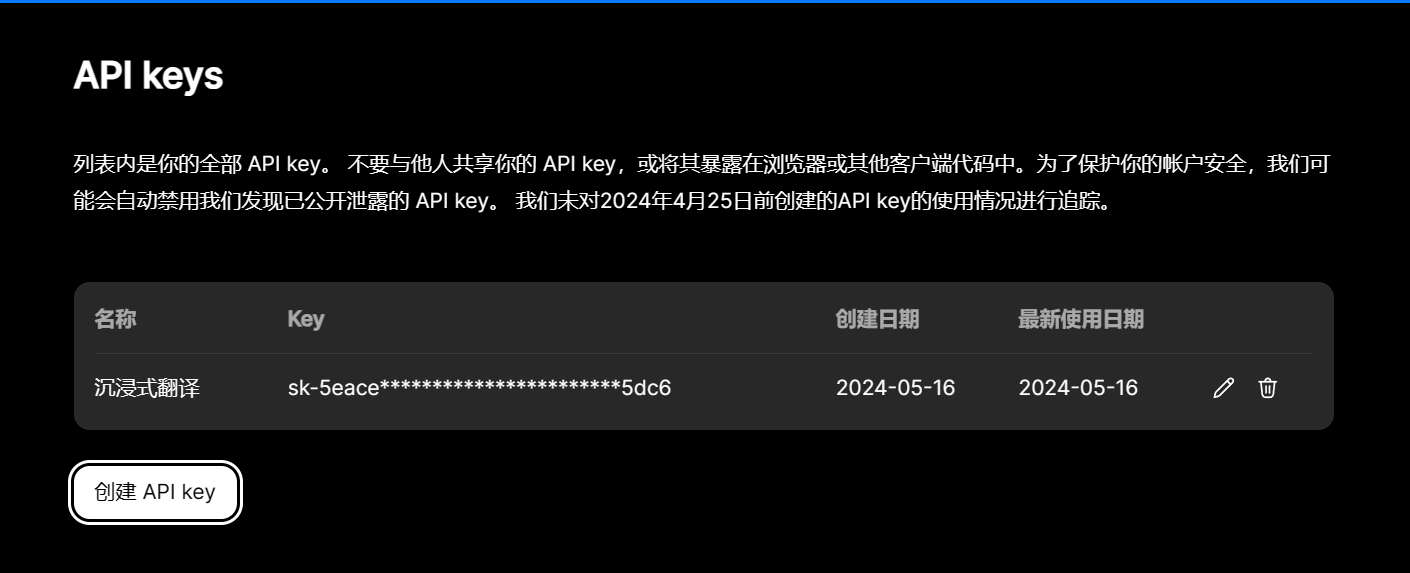 API keys
列表内是你的全部 API key。 不要与他人共享你的 API key，或将其暴露在浏览器或其他客户端代码中。为了保护你的帐户安全，我们可
能会自动禁用我们发现已公开泄露的 API key。 我们未对2024年4月25日前创建的API key的使用情况进行追踪。
名称 Key 创建日期 最新使用日期
沉浸式翻译 sk-5eace***********************5dc6 2024-05-16 2024-05-16
创建 API key